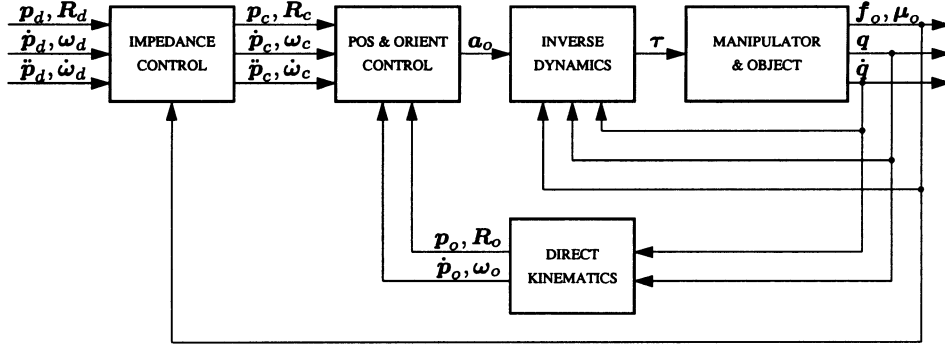 p_d, R_d
ṗ_d, ω_d
p̈_d, ω̇_d
IMPEDANCE
CONTROL
p_c, R_c
ṗ_c, ω_c
p̈_c, ω̇_c
POS & ORIENT
CONTROL
a_o
INVERSE
DYNAMICS
τ
MANIPULATOR
& OBJECT
f_o, μ_o
q
q̇
p_o, R_o
ṗ_o, ω_o
DIRECT
KINEMATICS